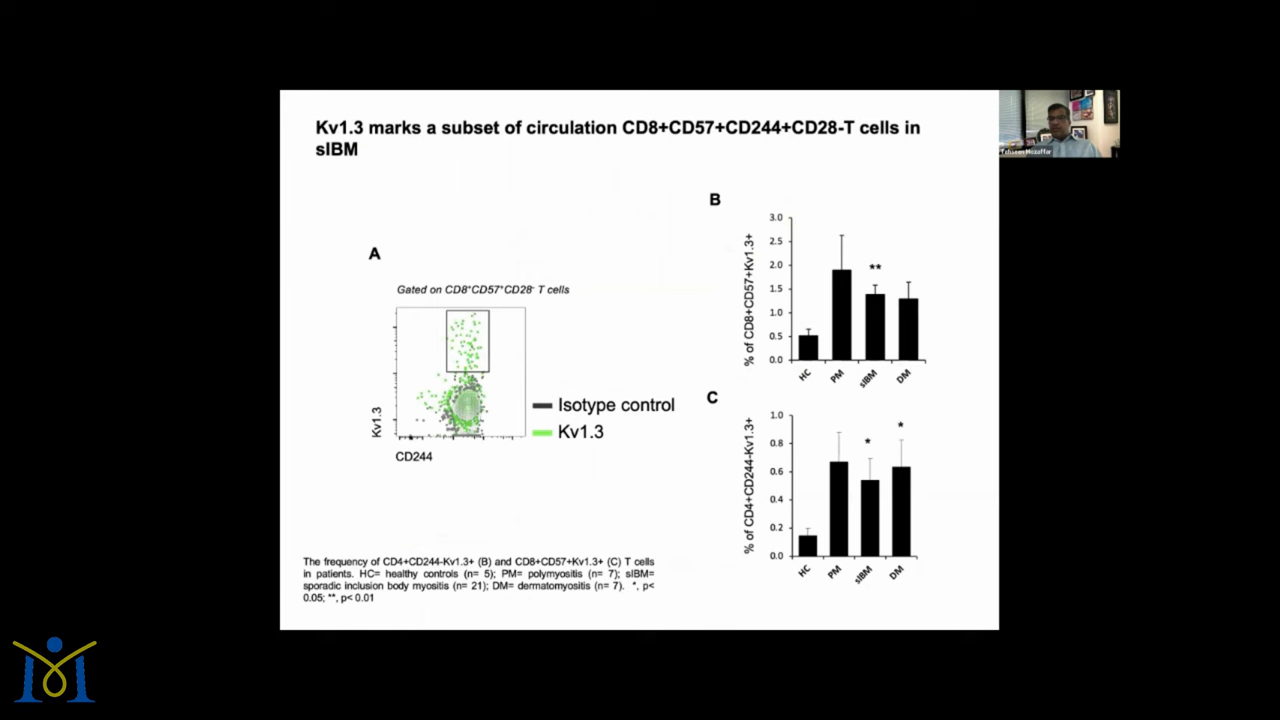 Kv1.3 marks a subset of circulation CD8+CD57+CD244+CD28-T cells in
sIBM
Tahseen Mozaffar
A
Gated on CD8+CD57+CD28- T cells
Kv1.3
CD244
Isotype control
Kv1.3
B
% of CD8+CD57+Kv1.3+
3.0
2.5
2.0
1.5
1.0
0.5
0.0
**
HC
PM
sIBM
DM
C
% of CD4+CD244-Kv1.3+
1.0
0.8
0.6
0.4
0.2
0.0
*
*
HC
PM
sIBM
DM
The frequency of CD4+CD244-Kv1.3+ (B) and CD8+CD57+Kv1.3+ (C) T cells
in patients. HC= healthy controls (n= 5); PM= polymyositis (n= 7); sIBM=
sporadic inclusion body myositis (n= 21); DM= dermatomyositis (n= 7). *, p<
0.05; **, p< 0.01